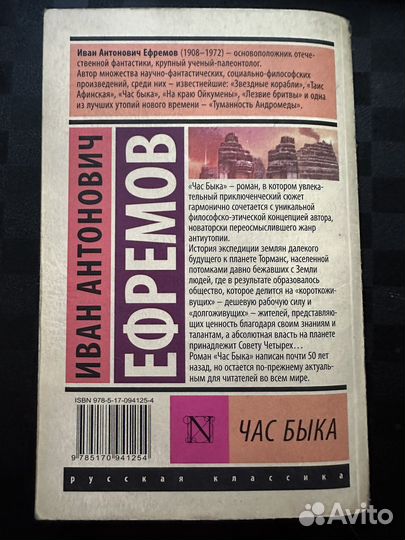 Иван Антонович Ефремов (1908–1972) – основоположник отече-
ственной фантастики, крупный ученый-палеонтолог.
Автор множества научно-фантастических, социально-философских
произведений, среди них – известнейшие: «Звездные корабли», «Таис
Афинская», «Час быка», «На краю Ойкумены», «Лезвие бритвы» и одна
из лучших утопий нового времени – «Туманность Андромеды».
ИВАН АНТОНОВИЧ
ЕФРЕМОВ
«Час Быка» – роман, в котором увлека-
тельный приключенческий сюжет
гармонично сочетается с уникальной
философско-этической концепцией автора,
новаторски переосмыслившего жанр
антиутопии.
История экспедиции землян далекого
будущего к планете Торманс, населенной
потомками давно бежавших с Земли
людей, где в результате образовалось
общество, которое делится на «короткожи-
вущих» – дешевую рабочую силу и
«долгоживущих» – жителей, представляю-
щих ценность благодаря своим знаниям и
талантам, а абсолютная власть на планете
принадлежит Совету Четырех...
Роман «Час Быка» написан почти 50 лет
назад, но остается по-прежнему актуаль-
ным для читателей во всем мире.
ISBN 978-5-17-094125-4
9 785170 941254
N
ЧАС БЫКА
русская классика
Avito